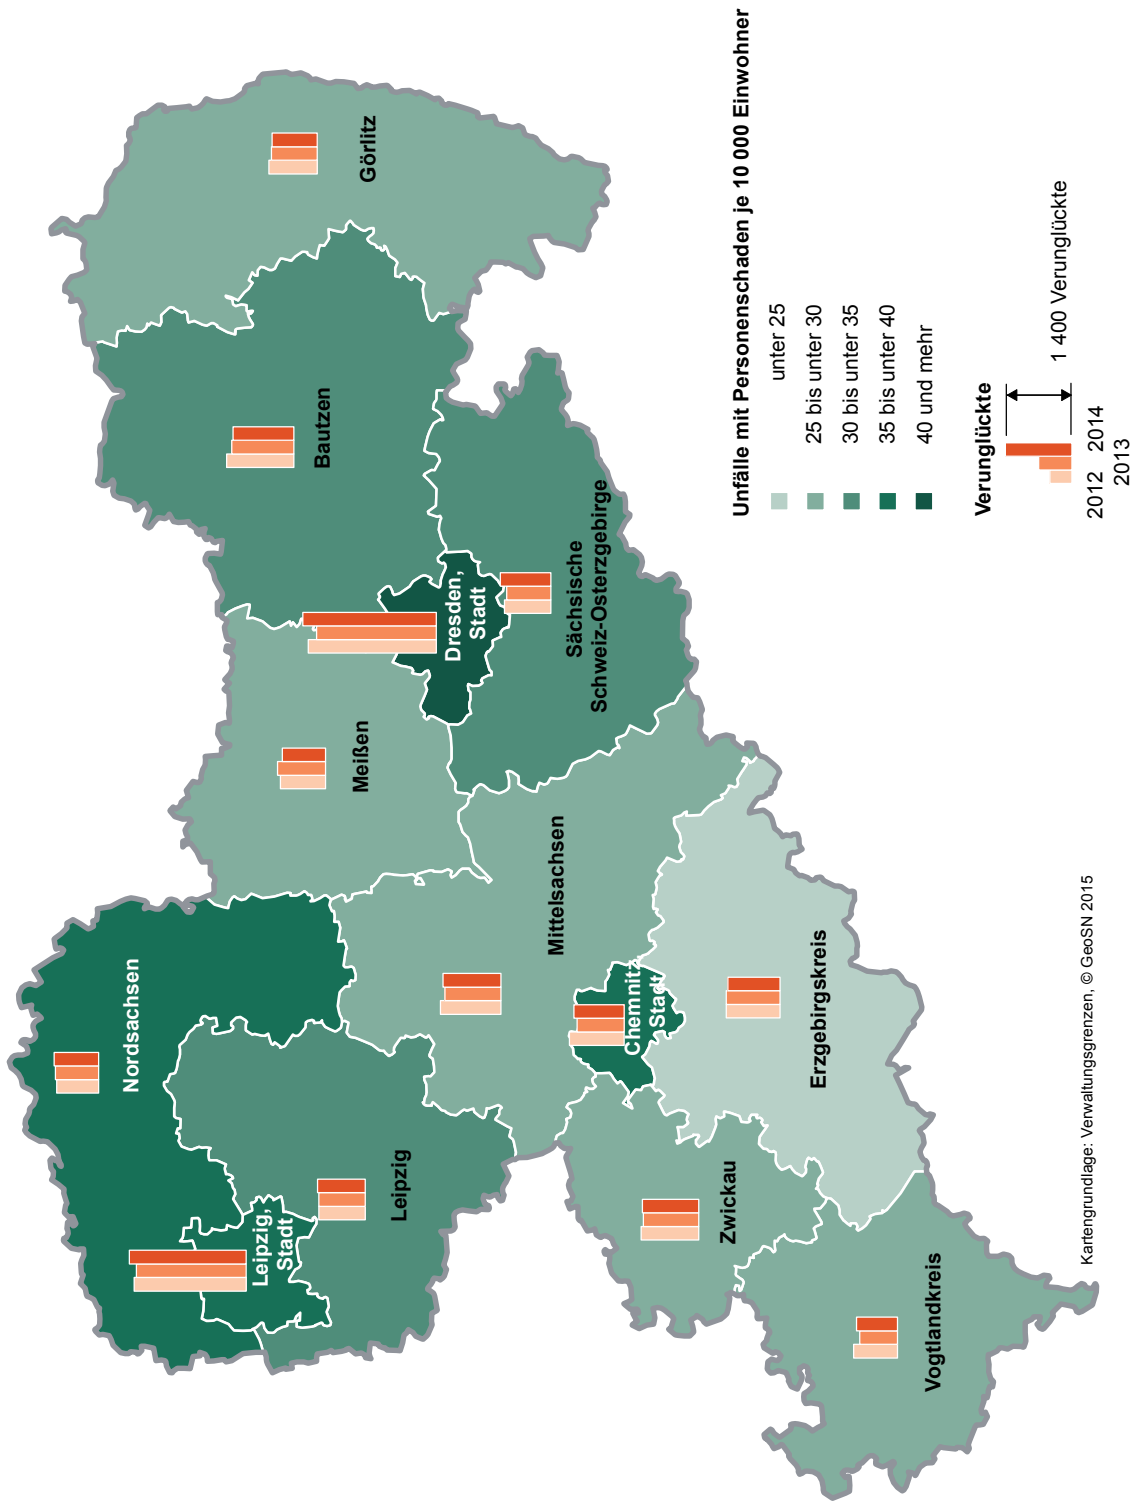 Nordsachsen
Leipzig,
Stadt
Leipzig
Meißen
Bautzen
Görlitz
Dresden,
Stadt
Sächsische
Schweiz-Osterzgebirge
Mittelsachsen
Chemnitz,
Stadt
Zwickau
Erzgebirgskreis
Vogtlandkreis
Unfälle mit Personenschaden je 10 000 Einwohner
unter 25
25 bis unter 30
30 bis unter 35
35 bis unter 40
40 und mehr
Verunglückte
1 400 Verunglückte
2012 2014
2013
Kartengrundlage: Verwaltungsgrenzen, © GeoSN 2015